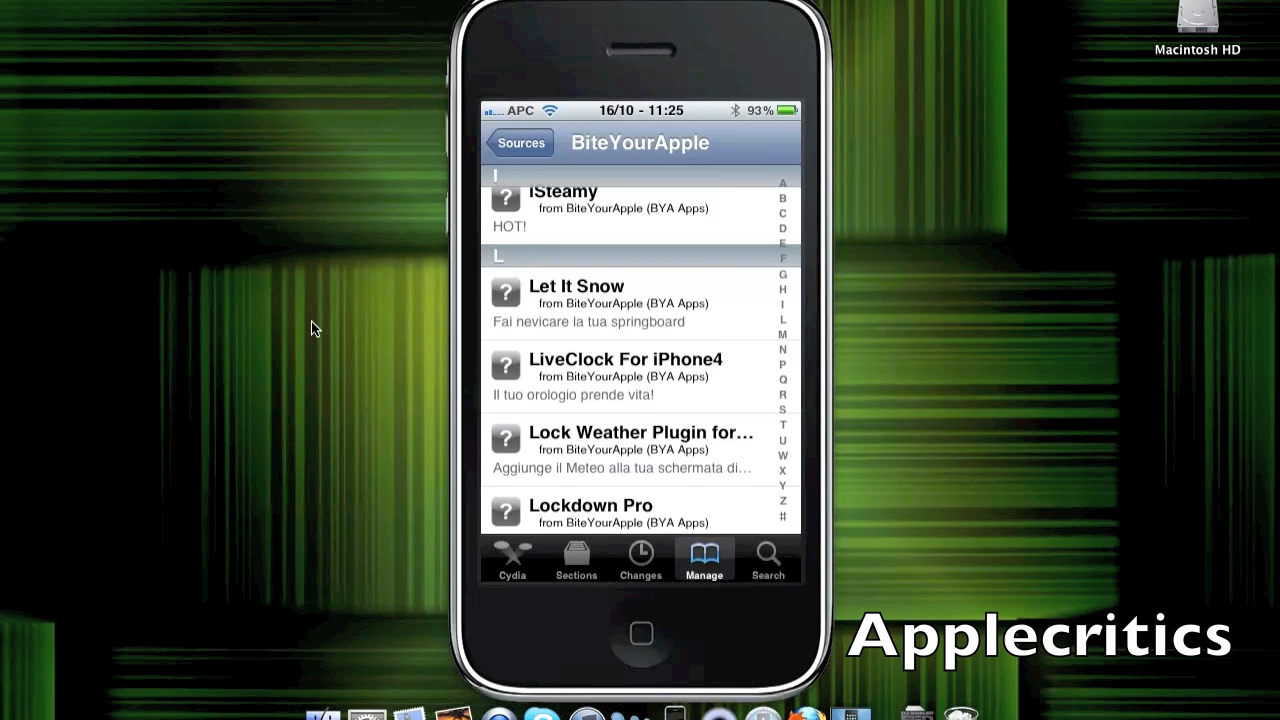 Macintosh HD
APC 16/10 - 11:25 93%
Sources BiteYourApple
I
iSteamy
from BiteYourApple (BYA Apps)
HOT!
L
Let It Snow
from BiteYourApple (BYA Apps)
Fai nevicare la tua springboard
LiveClock For iPhone4
from BiteYourApple (BYA Apps)
Il tuo orologio prende vita!
Lock Weather Plugin for...
from BiteYourApple (BYA Apps)
Aggiunge il Meteo alla tua schermata di...
Lockdown Pro
from BiteYourApple (BYA Apps)
A
B
C
D
E
F
G
H
I
L
M
N
P
Q
R
S
T
U
W
X
Y
Z
#
Cydia Sections Changes Manage Search
Applecritics